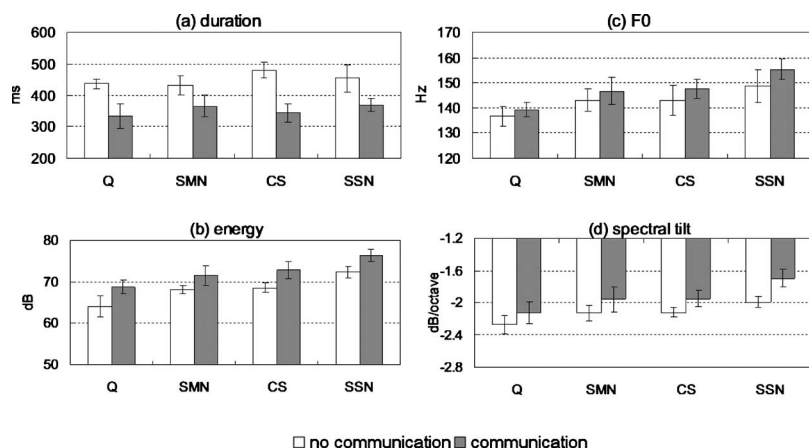 (a) duration
600
500
400
300
200
ms
Q SMN CS SSN
(c) F0
160
150
140
130
120
Hz
Q SMN CS SSN
(b) energy
80
70
60
50
dB
Q SMN CS SSN
(d) spectral tilt
-1.2
-1.6
-2
-2.4
-2.8
dB/octave
Q SMN CS SSN
no communication communication